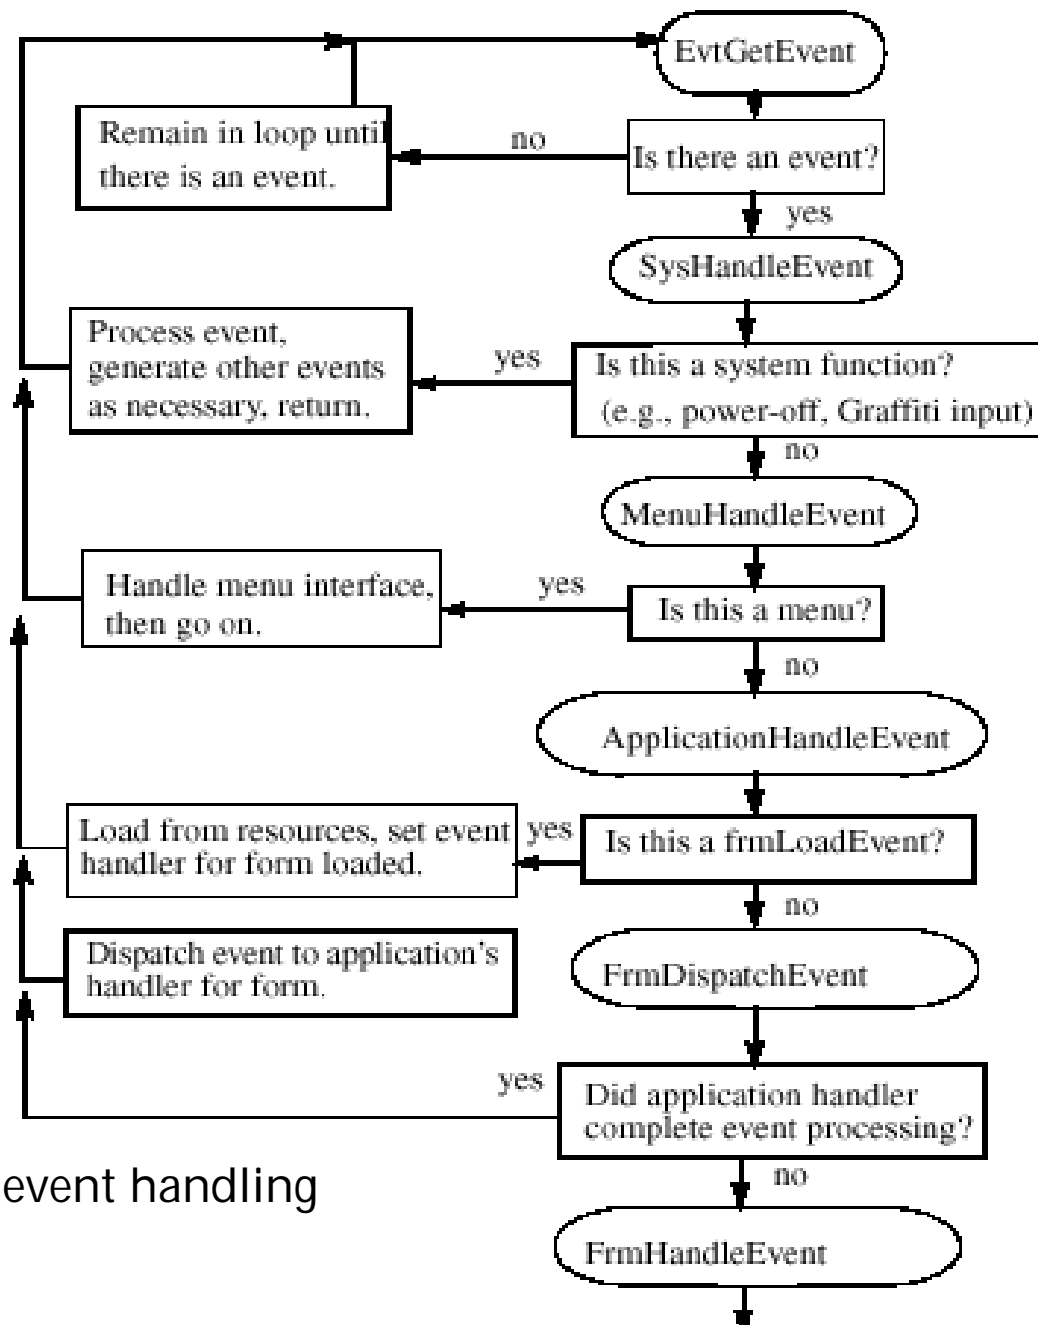 EvtGetEvent
Remain in loop until
there is an event.
no
Is there an event?
yes
SysHandleEvent
Process event,
generate other events
as necessary, return.
yes
Is this a system function?
(e.g., power-off, Graffiti input)
no
MenuHandleEvent
Handle menu interface,
then go on.
yes
Is this a menu?
no
ApplicationHandleEvent
Load from resources, set event
handler for form loaded.
yes
Is this a frmLoadEvent?
no
Dispatch event to application's
handler for form.
FrmDispatchEvent
yes
Did application handler
complete event processing?
no
event handling
FrmHandleEvent